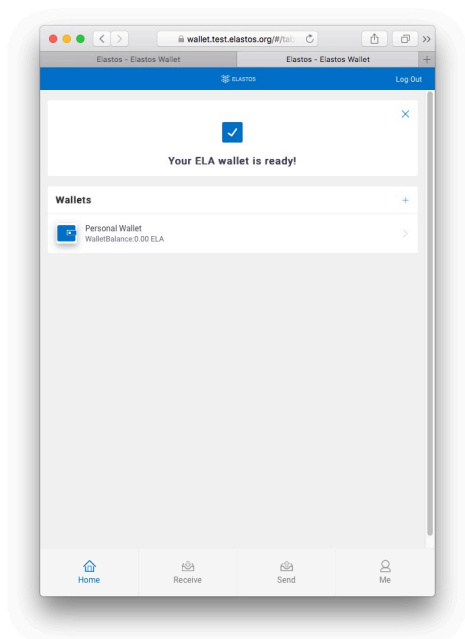 wallet.test.elastos.org/#/tab
Elastos - Elastos Wallet
Elastos - Elastos Wallet
ELASTOS
Log Out
Your ELA wallet is ready!
Wallets
Personal Wallet
WalletBalance:0.00 ELA
Home
Receive
Send
Me